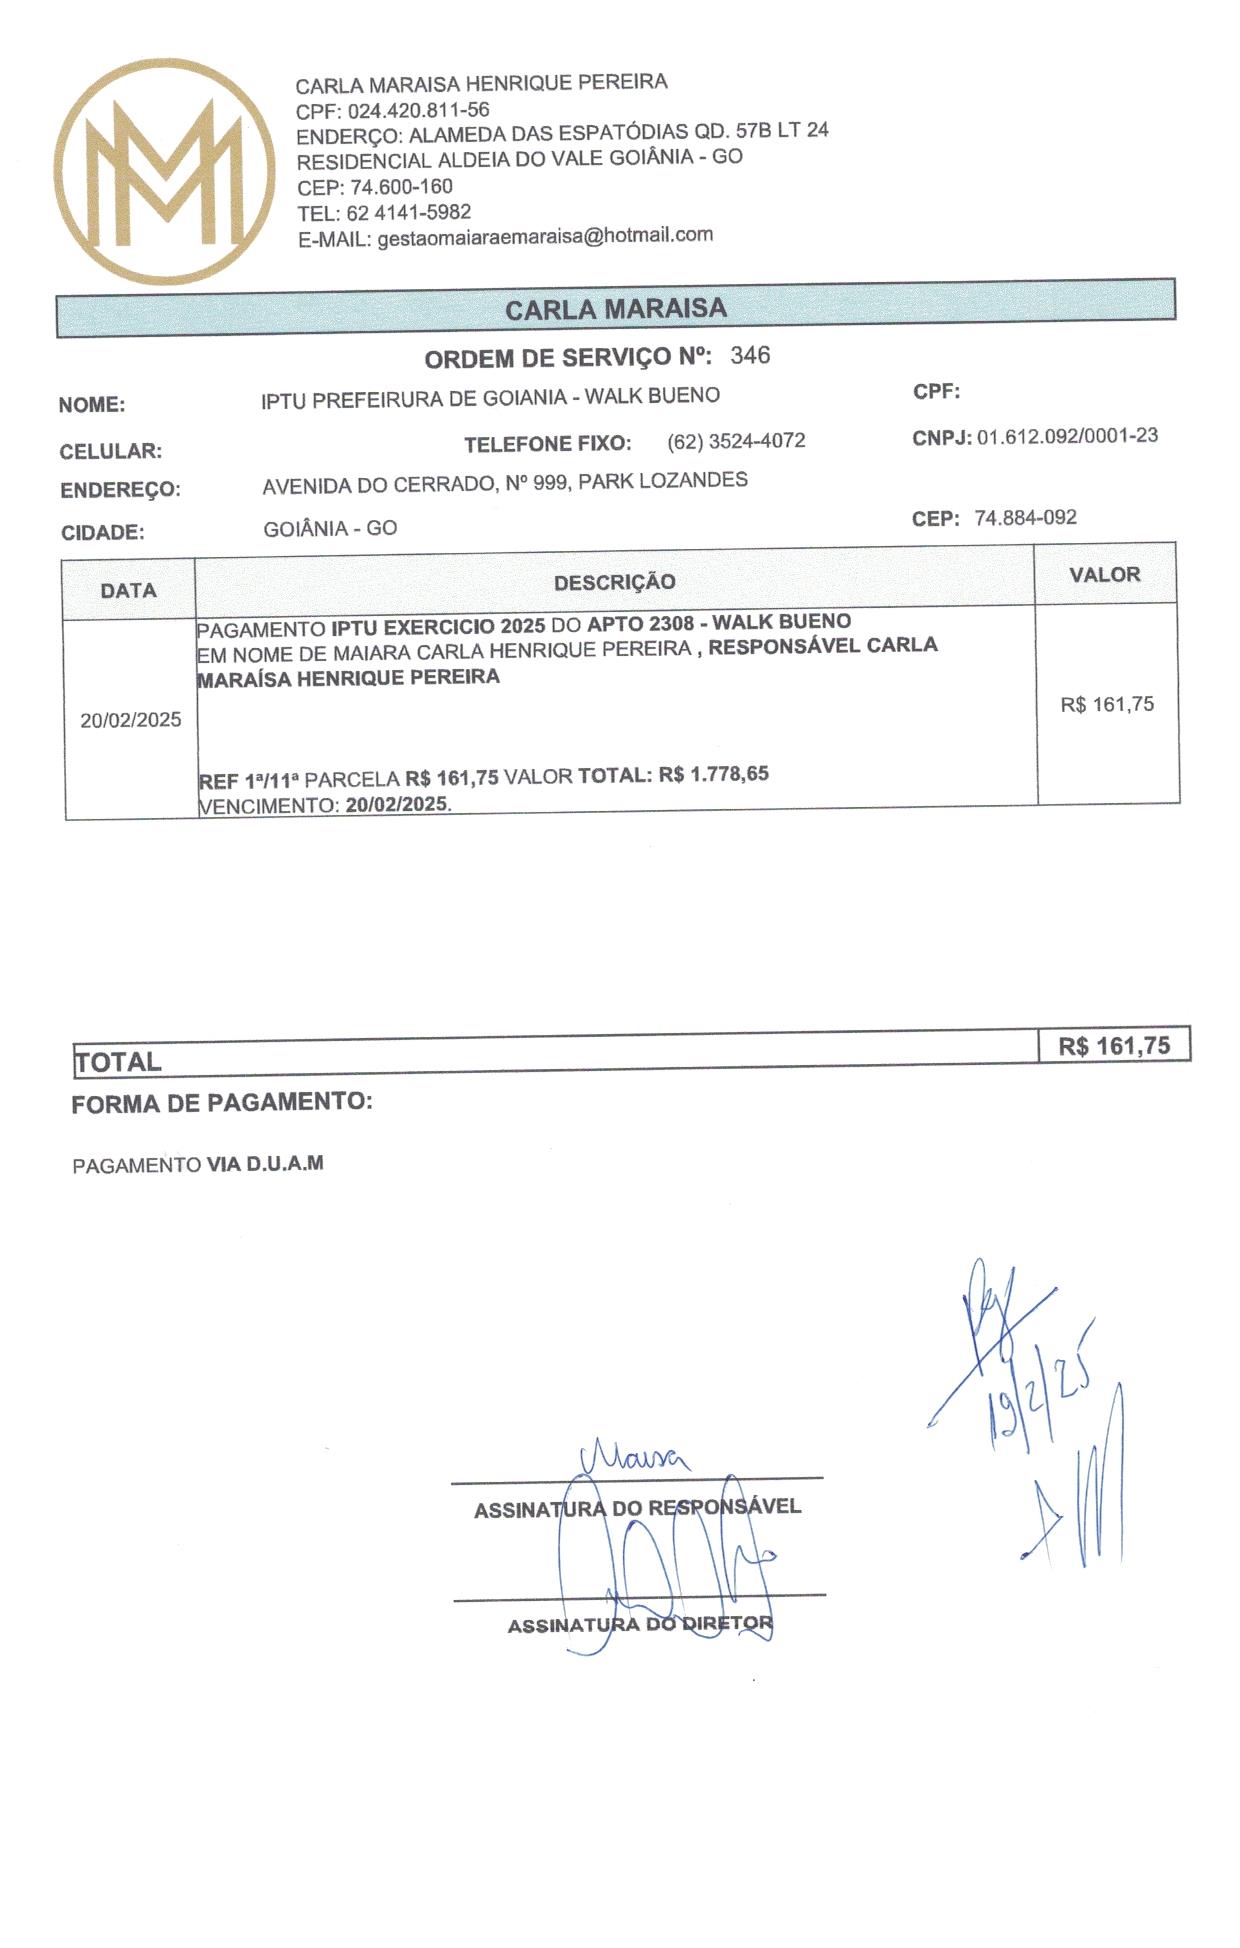 CARLA MARAISA HENRIQUE PEREIRA
CPF: 024.420.811-56
ENDERÇO: ALAMEDA DAS ESPATÓDIAS QD. 57B LT 24
RESIDENCIAL ALDEIA DO VALE GOIÂNIA - GO
CEP: 74.600-160
TEL: 62 4141-5982
E-MAIL: gestaomaiaraemaraisa@hotmail.com
CARLA MARAISA
ORDEM DE SERVIÇO Nº: 346
NOME: IPTU PREFEIRURA DE GOIANIA - WALK BUENO CPF:
CELULAR: TELEFONE FIXO: (62) 3524-4072 CNPJ: 01.612.092/0001-23
ENDEREÇO: AVENIDA DO CERRADO, Nº 999, PARK LOZANDES
CIDADE: GOIÂNIA - GO CEP: 74.884-092
DATA DESCRIÇÃO VALOR
PAGAMENTO IPTU EXERCICIO 2025 DO APTO 2308 - WALK BUENO
EM NOME DE MAIARA CARLA HENRIQUE PEREIRA , RESPONSÁVEL CARLA
MARAÍSA HENRIQUE PEREIRA
20/02/2025 R$ 161,75
REF 1ª/11ª PARCELA R$ 161,75 VALOR TOTAL: R$ 1.778,65
VENCIMENTO: 20/02/2025.
TOTAL R$ 161,75
FORMA DE PAGAMENTO:
PAGAMENTO VIA D.U.A.M
19/2/25
ASSINATURA DO RESPONSÁVEL
ASSINATURA DO DIRETOR